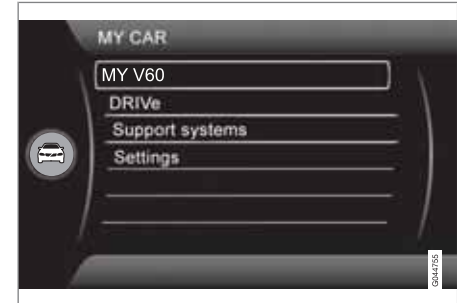 MY CAR
MY V60
DRIVe
Support systems
Settings
G044755